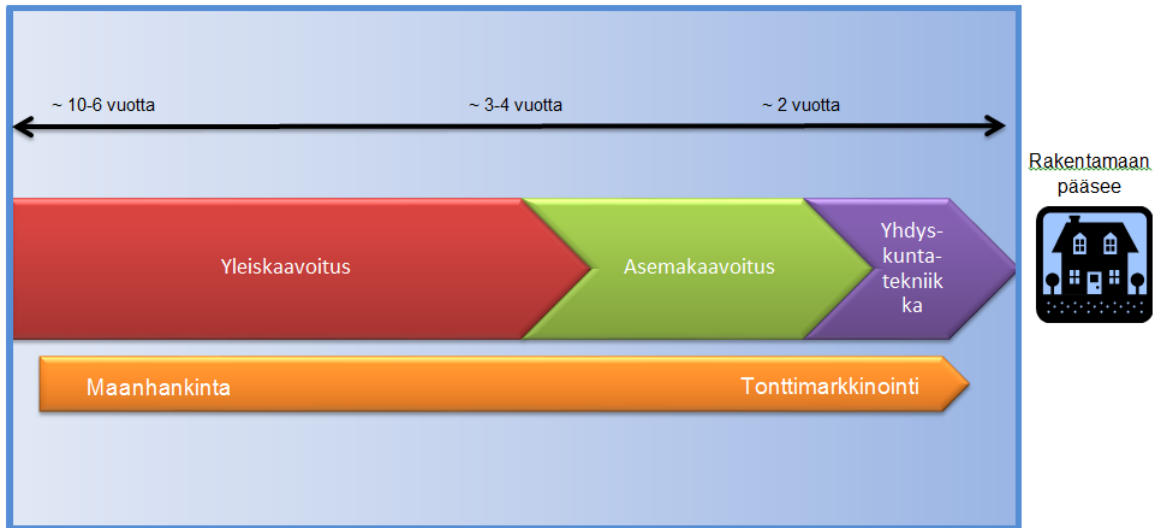 ~ 10-6 vuotta
~ 3-4 vuotta
~ 2 vuotta
Rakentamaan
pääsee
Yleiskaavoitus
Asemakaavoitus
Yhdys-
kunta-
tekniik
ka
Maanhankinta
Tonttimarkkinointi